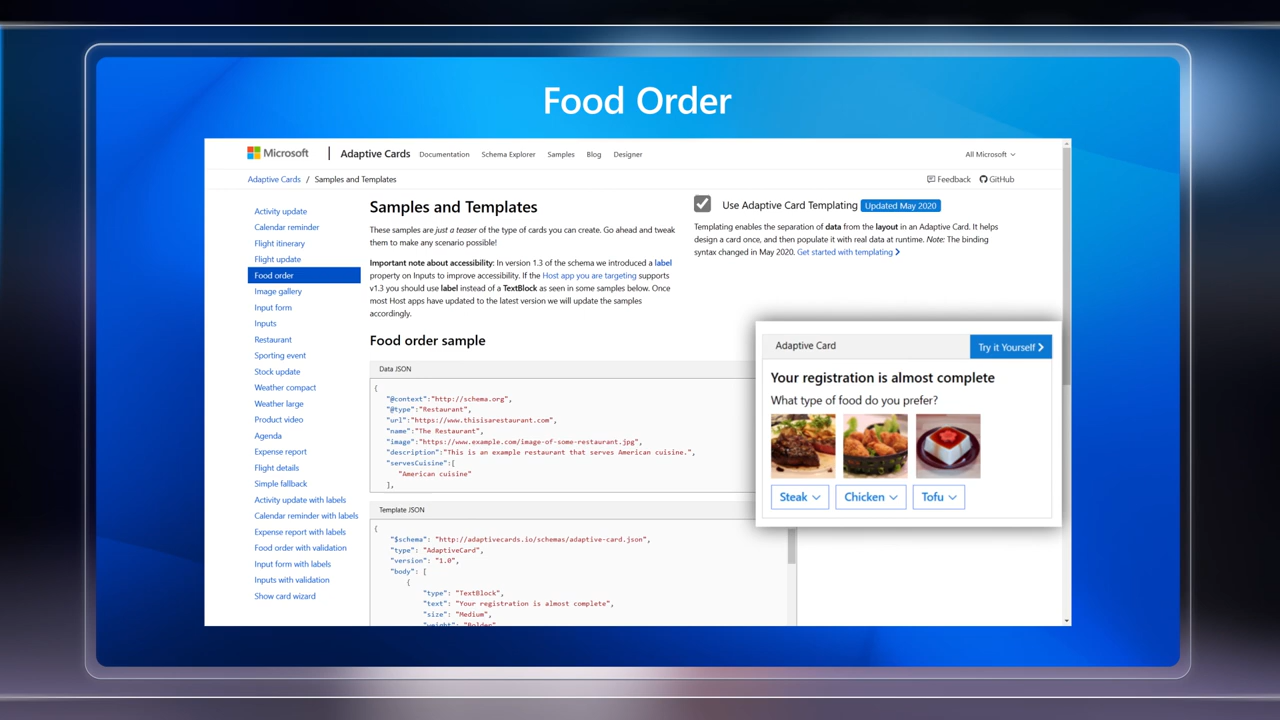 Food Order
Microsoft
Adaptive Cards
Documentation
Schema Explorer
Samples
Blog
Designer
All Microsoft
Adaptive Cards / Samples and Templates
Feedback
GitHub
Activity update
Calendar reminder
Flight itinerary
Flight update
Food order
Image gallery
Input form
Inputs
Restaurant
Sporting event
Stock update
Weather compact
Weather large
Product video
Agenda
Expense report
Flight details
Simple fallback
Activity update with labels
Calendar reminder with labels
Expense report with labels
Food order with validation
Input form with labels
Inputs with validation
Show card wizard
Samples and Templates
These samples are just a teaser of the type of cards you can create. Go ahead and tweak
them to make any scenario possible!
Important note about accessibility: In version 1.3 of the schema we introduced a label
property on Inputs to improve accessibility. If the Host app you are targeting supports
v1.3 you should use label instead of a TextBlock as seen in some samples below. Once
most Host apps have updated to the latest version we will update the samples
accordingly.
Use Adaptive Card Templating Updated May 2020
Templating enables the separation of data from the layout in an Adaptive Card. It helps
design a card once, and then populate it with real data at runtime. Note: The binding
syntax changed in May 2020. Get started with templating
Food order sample
Data JSON
{
"@context":"http://schema.org",
"@type":"Restaurant",
"url":"https://www.thisisarestaurant.com",
"name":"The Restaurant",
"image":"https://www.example.com/image-of-some-restaurant.jpg",
"description":"This is an example restaurant that serves American cuisine.",
"servesCuisine":[
"American cuisine"
],
Template JSON
{
"$schema": "http://adaptivecards.io/schemas/adaptive-card.json",
"type": "AdaptiveCard",
"version": "1.0",
"body": [
{
"type": "TextBlock",
"text": "Your registration is almost complete",
"size": "Medium",
"weight": "Bolder",
Adaptive Card
Try it Yourself
Your registration is almost complete
What type of food do you prefer?
Steak
Chicken
Tofu